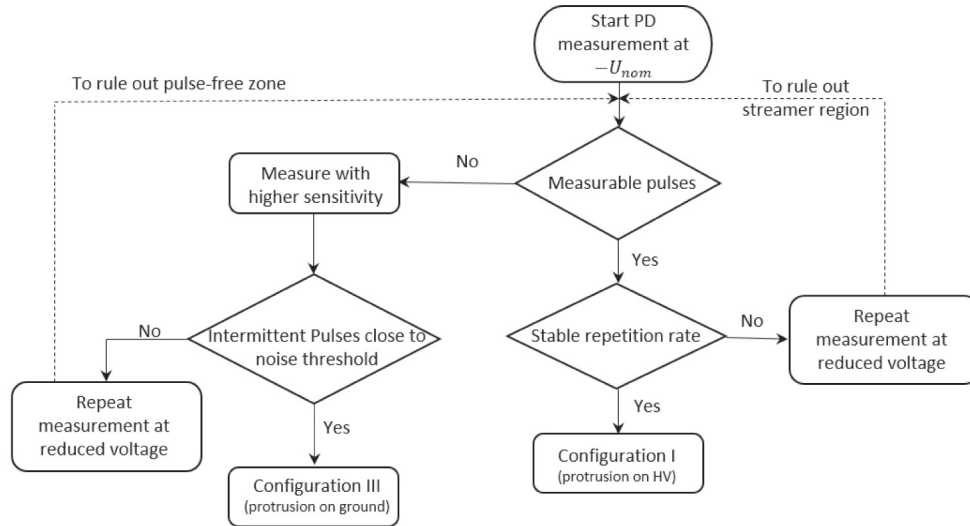 Start PD
measurement at
−U_nom
To rule out pulse-free zone
To rule out
streamer region
No
Measure with
higher sensitivity
Measurable pulses
Yes
No
Intermittent Pulses close to
noise threshold
Stable repetition rate
No
Repeat
measurement at
reduced voltage
Repeat
measurement at
reduced voltage
Yes
Yes
Configuration III
(protrusion on ground)
Configuration I
(protrusion on HV)